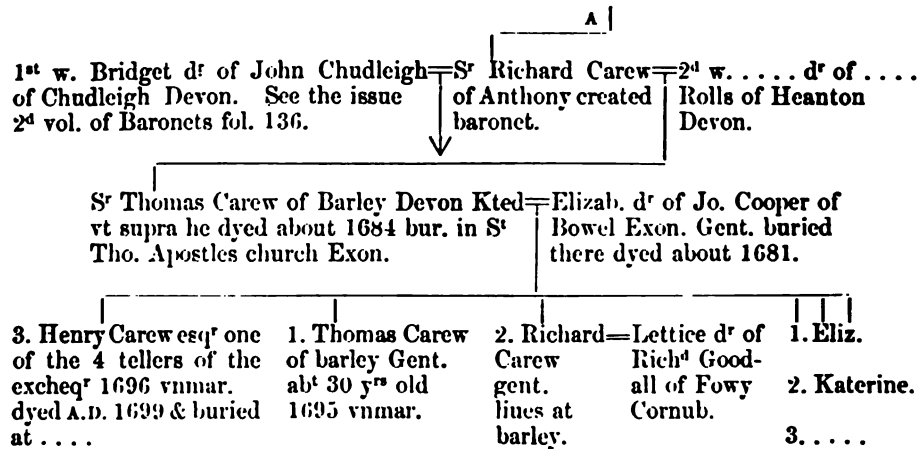 A
1st w. Bridget dr of John Chudleigh
of Chudleigh Devon. See the issue
2d vol. of Baronets fol. 136.
Sr Richard Carew
of Anthony created
baronet.
2d w. . . . . . dr of . . . .
Rolls of Heanton
Devon.
Sr Thomas Carew of Barley Devon Kted
vt supra he dyed about 1684 bur. in St
Tho. Apostles church Exon.
Elizab. dr of Jo. Cooper of
Bowel Exon. Gent. buried
there dyed about 1681.
3. Henry Carew esqr one
of the 4 tellers of the
excheqr 1696 vnmar.
dyed A.D. 1699 & buried
at . . . .
1. Thomas Carew
of barley Gent.
abt 30 yrs old
1695 vnmar.
2. Richard
Carew
gent.
liues at
barley.
Lettice dr of
Richd Good-
all of Fowy
Cornub.
1. Eliz.
2. Katerine.
3. . . . .